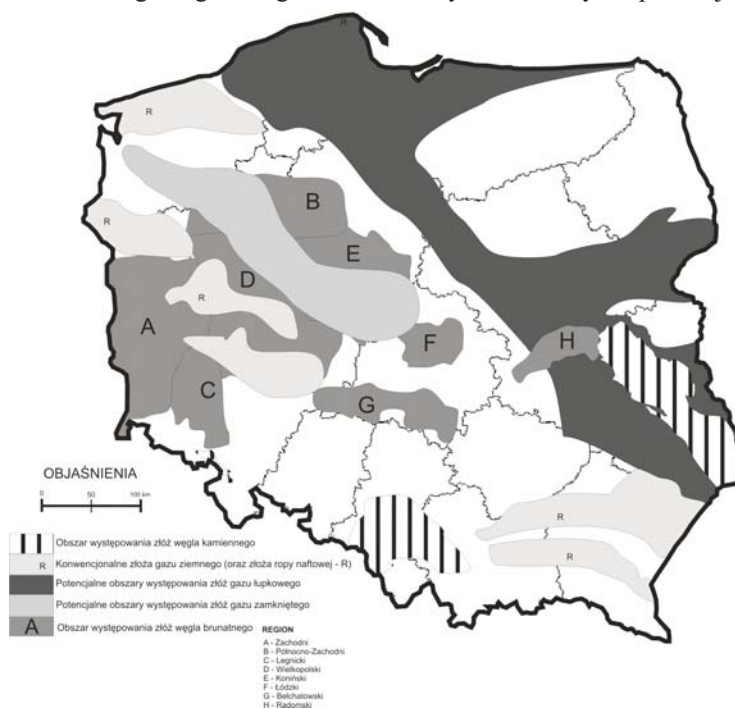 R
R
B
R
E
D
R
A
F
H
C
G
OBJAŚNIENIA
0 50 100 km
R
R
Obszar występowania złóż węgla kamiennego
R Konwencjonalne złoża gazu ziemnego (oraz złoża ropy naftowej - R)
Potencjalne obszary występowania złóż gazu łupkowego
Potencjalne obszary występowania złóż gazu zamkniętego
A Obszar występowania złóż węgla brunatnego
REGION
A - Zachodni
B - Północno-Zachodni
C - Legnicki
D - Wielkopolski
E - Koniński
F - Łódzki
G - Bełchatowski
H - Radomski